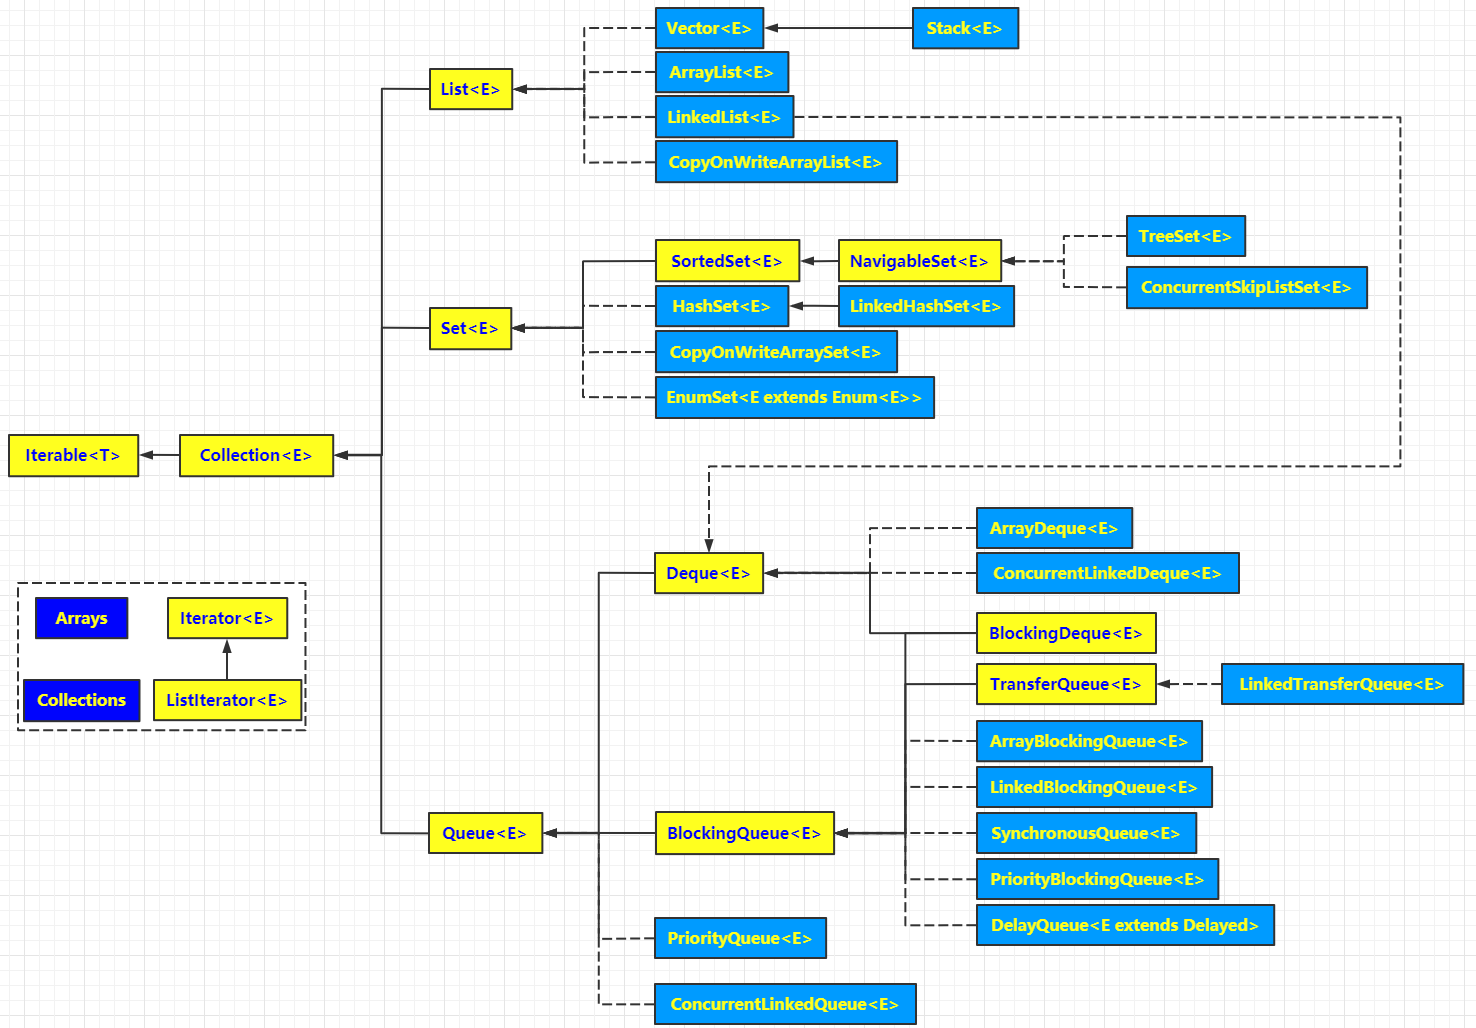 Vector<E>
Stack<E>
ArrayList<E>
List<E>
LinkedList<E>
CopyOnWriteArrayList<E>
TreeSet<E>
SortedSet<E>
NavigableSet<E>
ConcurrentSkipListSet<E>
HashSet<E>
LinkedHashSet<E>
Set<E>
CopyOnWriteArraySet<E>
EnumSet<E extends Enum<E>>
Iterable<T>
Collection<E>
ArrayDeque<E>
Deque<E>
ConcurrentLinkedDeque<E>
Arrays
Iterator<E>
BlockingDeque<E>
TransferQueue<E>
LinkedTransferQueue<E>
Collections
ListIterator<E>
ArrayBlockingQueue<E>
LinkedBlockingQueue<E>
Queue<E>
BlockingQueue<E>
SynchronousQueue<E>
PriorityBlockingQueue<E>
DelayQueue<E extends Delayed>
PriorityQueue<E>
ConcurrentLinkedQueue<E>